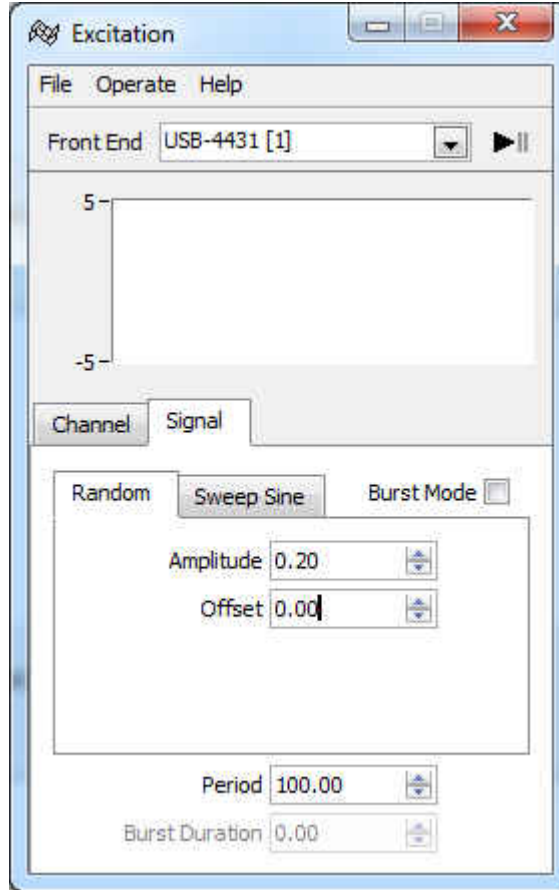 Excitation
File Operate Help
Front End USB-4431 [1]
5
-5
Channel Signal
Random Sweep Sine Burst Mode
Amplitude 0.20
Offset 0.00
Period 100.00
Burst Duration 0.00